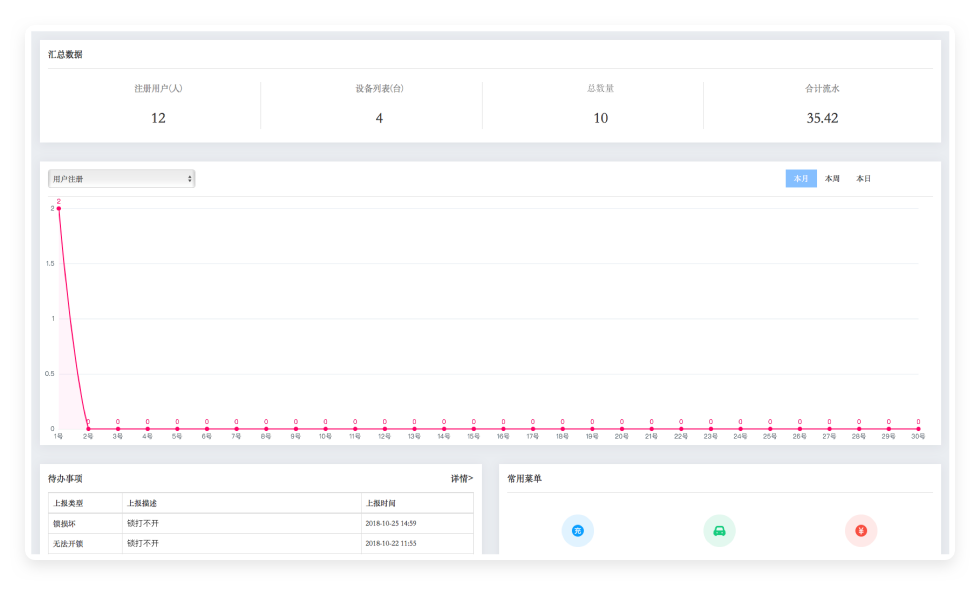 汇总数据
注册用户(人) 设备列表(台) 总数量 合计流水
12 4 10 35.42
用户注册 本月 本周 本日
2
2
1.5
1
0.5
0
0 0 0 0 0 0 0 0 0 0 0 0 0 0 0 0 0 0 0 0 0 0 0 0 0 0 0 0 0
1号 2号 3号 4号 5号 6号 7号 8号 9号 10号 11号 12号 13号 14号 15号 16号 17号 18号 19号 20号 21号 22号 23号 24号 25号 26号 27号 28号 29号 30号
待办事项 详情>
上报类型 上报描述 上报时间
锁损坏 锁打不开 2018-10-25 14:59
无法开锁 锁打不开 2018-10-22 11:55
常用菜单
充 ¥